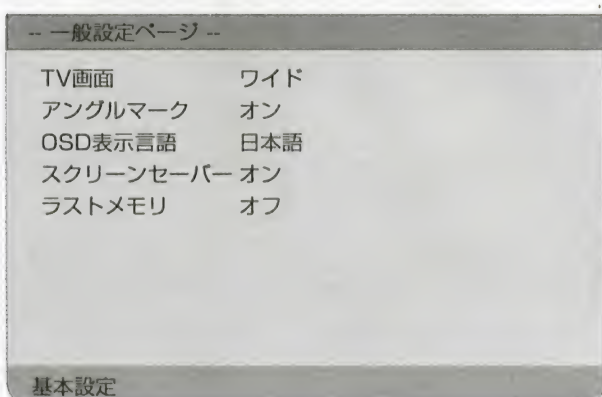 -- 一般設定ページ --
TV画面 ワイド
アングルマーク オン
OSD表示言語 日本語
スクリーンセーバー オン
ラストメモリ オフ
基本設定